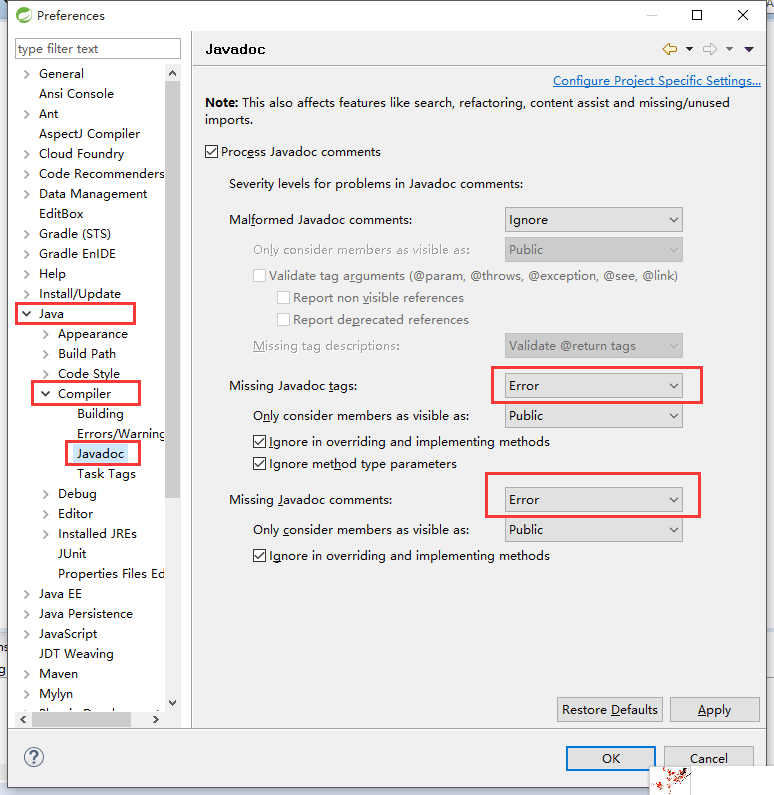 Preferences
type filter text
General
Ansi Console
Ant
AspectJ Compiler
Cloud Foundry
Code Recommenders
Data Management
EditBox
Gradle (STS)
Gradle EnIDE
Help
Install/Update
Java
Appearance
Build Path
Code Style
Compiler
Building
Errors/Warning
Javadoc
Task Tags
Debug
Editor
Installed JREs
JUnit
Properties Files Ed
Java EE
Java Persistence
JavaScript
JDT Weaving
Maven
Mylyn
Javadoc
Configure Project Specific Settings...
Note: This also affects features like search, refactoring, content assist and missing/unused
imports.
Process Javadoc comments
Severity levels for problems in Javadoc comments:
Malformed Javadoc comments: Ignore
Only consider members as visible as: Public
Validate tag arguments (@param, @throws, @exception, @see, @link)
Report non visible references
Report deprecated references
Missing tag descriptions: Validate @return tags
Missing Javadoc tags: Error
Only consider members as visible as: Public
Ignore in overriding and implementing methods
Ignore method type parameters
Missing Javadoc comments: Error
Only consider members as visible as: Public
Ignore in overriding and implementing methods
Restore Defaults Apply
OK Cancel